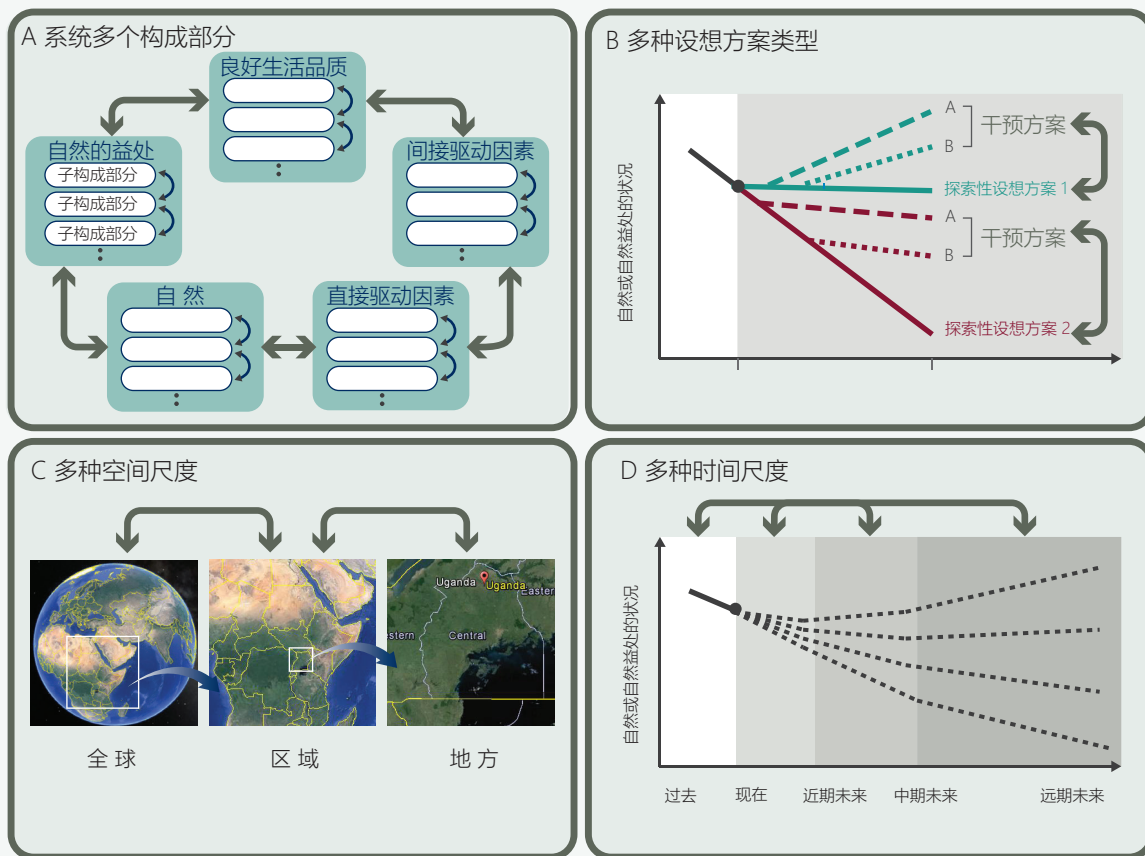 A 系统多个构成部分
良好生活品质
自然的益处
子构成部分
子构成部分
子构成部分
间接驱动因素
自 然
直接驱动因素
B 多种设想方案类型
自然或自然益处的状况
A
B
干预方案
探索性设想方案 1
A
B
干预方案
探索性设想方案 2
C 多种空间尺度
Uganda
Uganda
Eastern
estern
Central
全 球
区 域
地 方
D 多种时间尺度
自然或自然益处的状况
过去
现在
近期未来
中期未来
远期未来